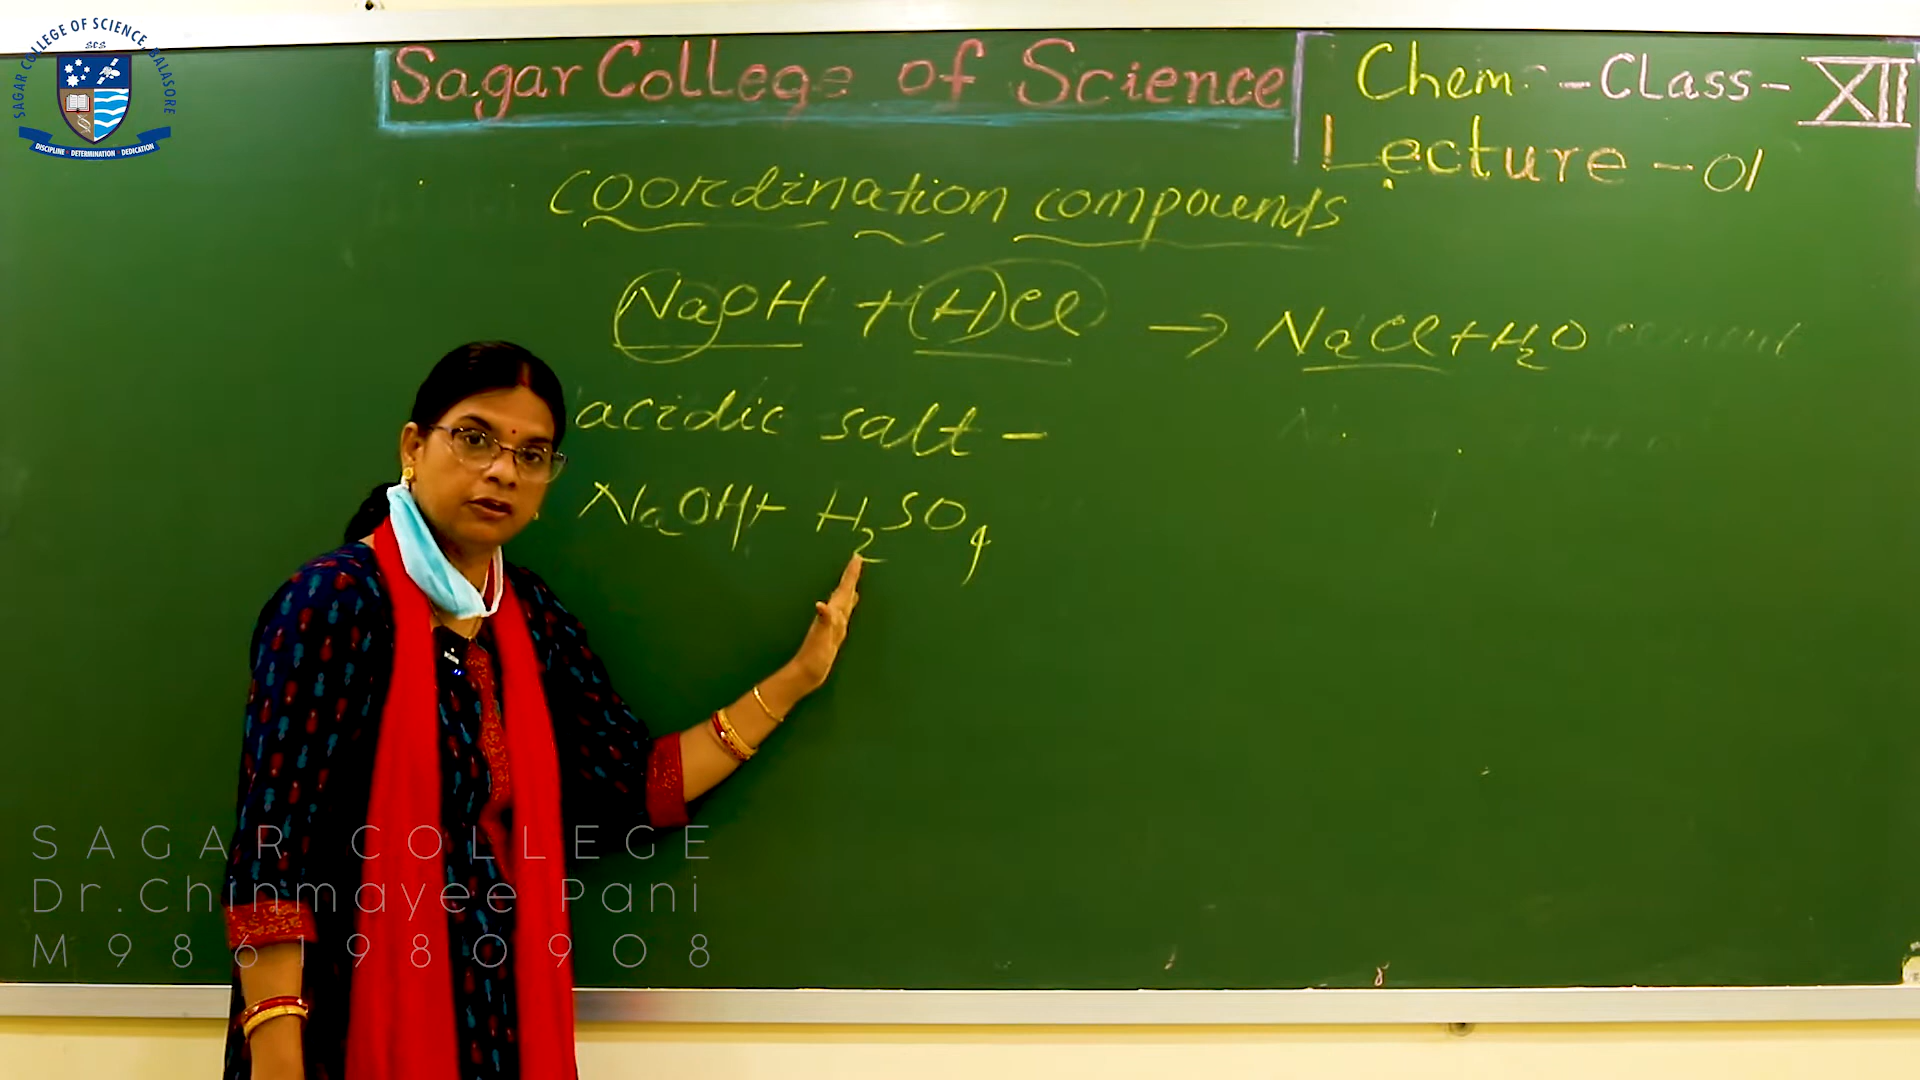 SAGAR COLLEGE OF SCIENCE, BALASORE
SCS
DISCIPLINE - DETERMINATION - DEDICATION
Sagar College of Science
Chem - Class - XII
Lecture - 01
coordination compounds
NaOH + HCl → NaCl + H₂O
acidic salt -
NaOH + H₂SO₄
SAGAR COLLEGE
Dr.Chinmayee Pani
M 9861980908